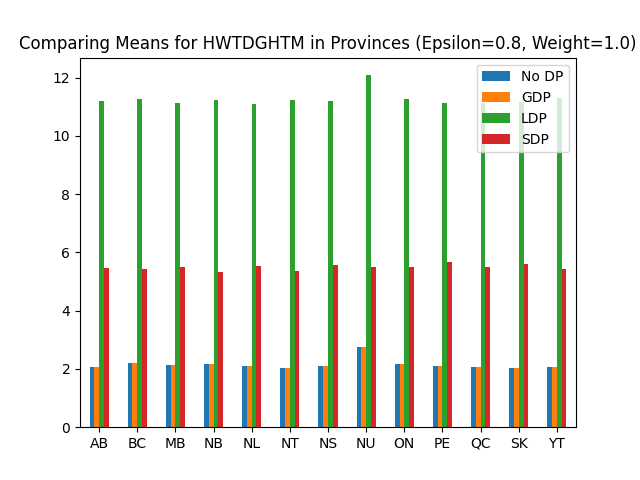 Comparing Means for HWTDGHTM in Provinces (Epsilon=0.8, Weight=1.0)
12
10
8
6
4
2
0
No DP
GDP
LDP
SDP
AB BC MB NB NL NT NS NU ON PE QC SK YT